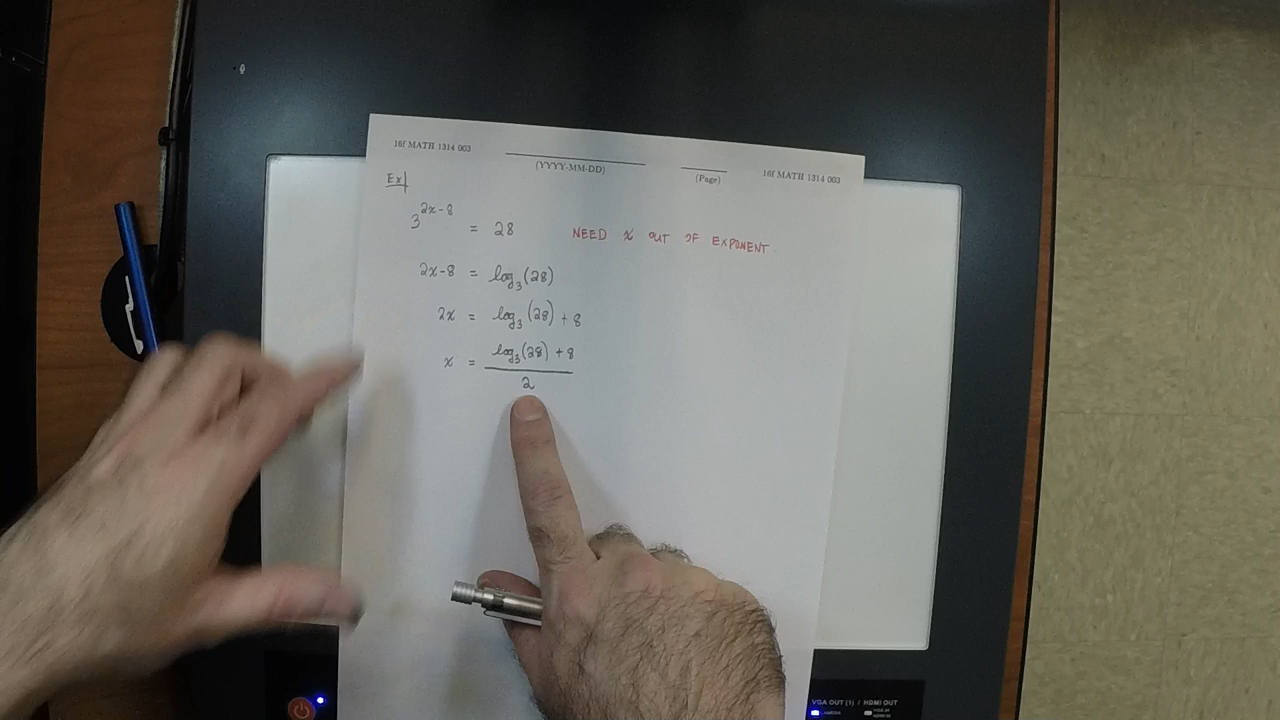 16f MATH 1314 003
(YYYY-MM-DD)
(Page)
16f MATH 1314 003
Ex|
3^{2x-8} = 28 NEED x OUT OF EXPONENT
2x-8 = log₃(28)
2x = log₃(28) + 8
x = log₃(28) + 8
2
VGA OUT (1) / HDMI OUT